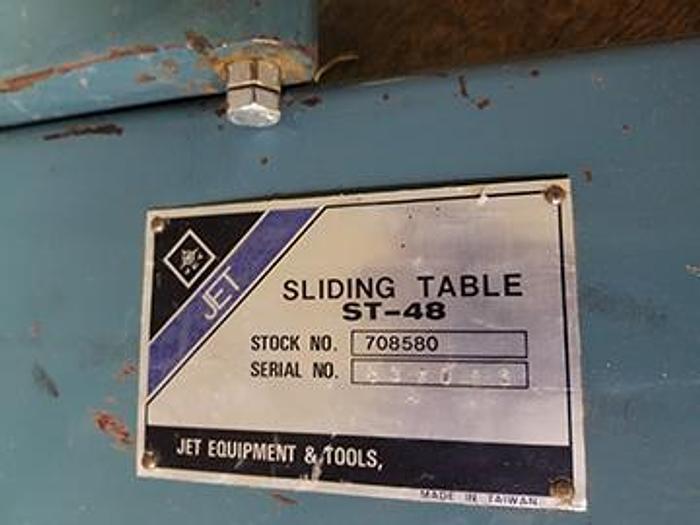 JET
SLIDING TABLE
ST-48
STOCK NO. 708580
SERIAL NO.
JET EQUIPMENT & TOOLS,
MADE IN TAIWAN